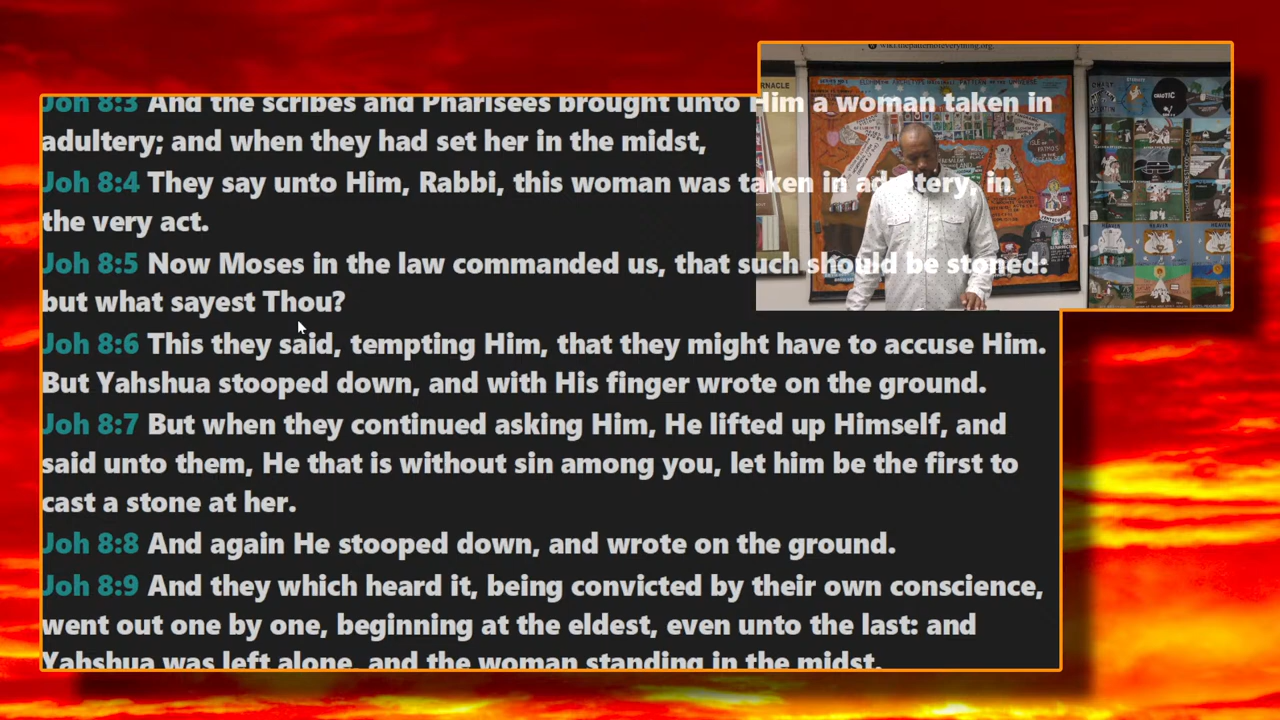 wiki.thepatternofeverything.org
Joh 8:3 And the scribes and Pharisees brought unto Him a woman taken in
adultery; and when they had set her in the midst,
Joh 8:4 They say unto Him, Rabbi, this woman was taken in adultery, in
the very act.
Joh 8:5 Now Moses in the law commanded us, that such should be stoned:
but what sayest Thou?
Joh 8:6 This they said, tempting Him, that they might have to accuse Him.
But Yahshua stooped down, and with His finger wrote on the ground.
Joh 8:7 But when they continued asking Him, He lifted up Himself, and
said unto them, He that is without sin among you, let him be the first to
cast a stone at her.
Joh 8:8 And again He stooped down, and wrote on the ground.
Joh 8:9 And they which heard it, being convicted by their own conscience,
went out one by one, beginning at the eldest, even unto the last: and
Yahshua was left alone, and the woman standing in the midst.